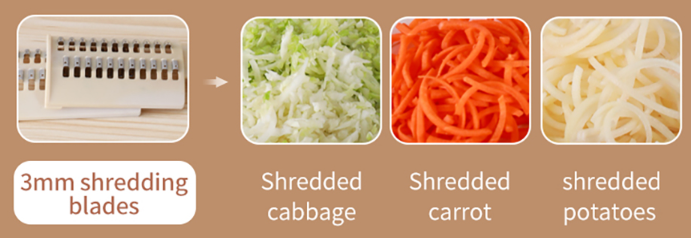 3mm shredding
blades
Shredded
cabbage
Shredded
carrot
shredded
potatoes